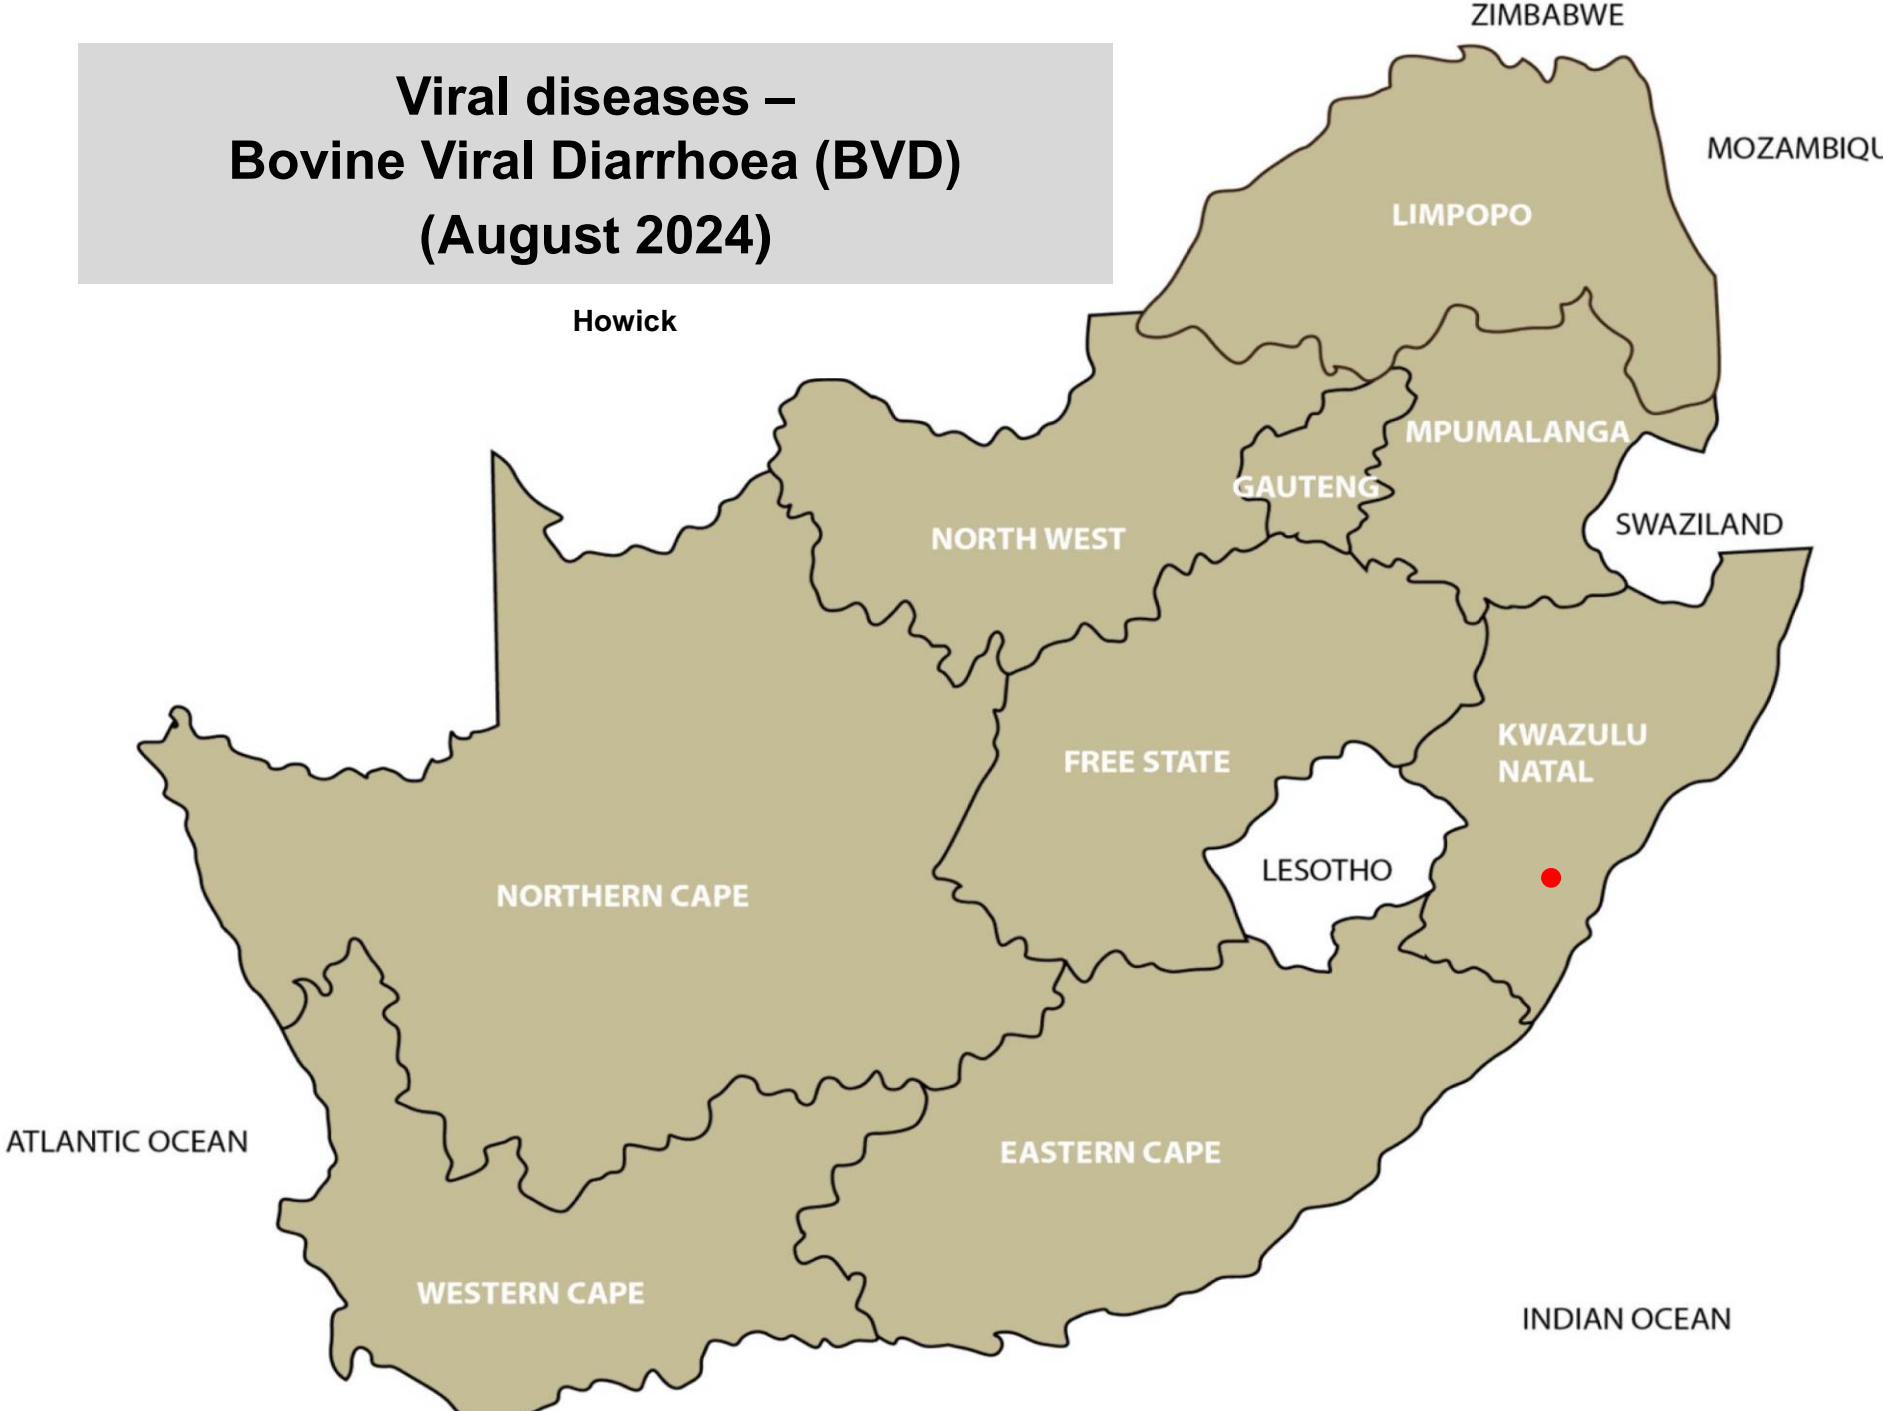 Viral diseases –
Bovine Viral Diarrhoea (BVD)
(August 2024)
Howick
ZIMBABWE
MOZAMBIQU
LIMPOPO
MPUMALANGA
GAUTENG
NORTH WEST
SWAZILAND
KWAZULU
NATAL
FREE STATE
LESOTHO
NORTHERN CAPE
ATLANTIC OCEAN
EASTERN CAPE
WESTERN CAPE
INDIAN OCEAN